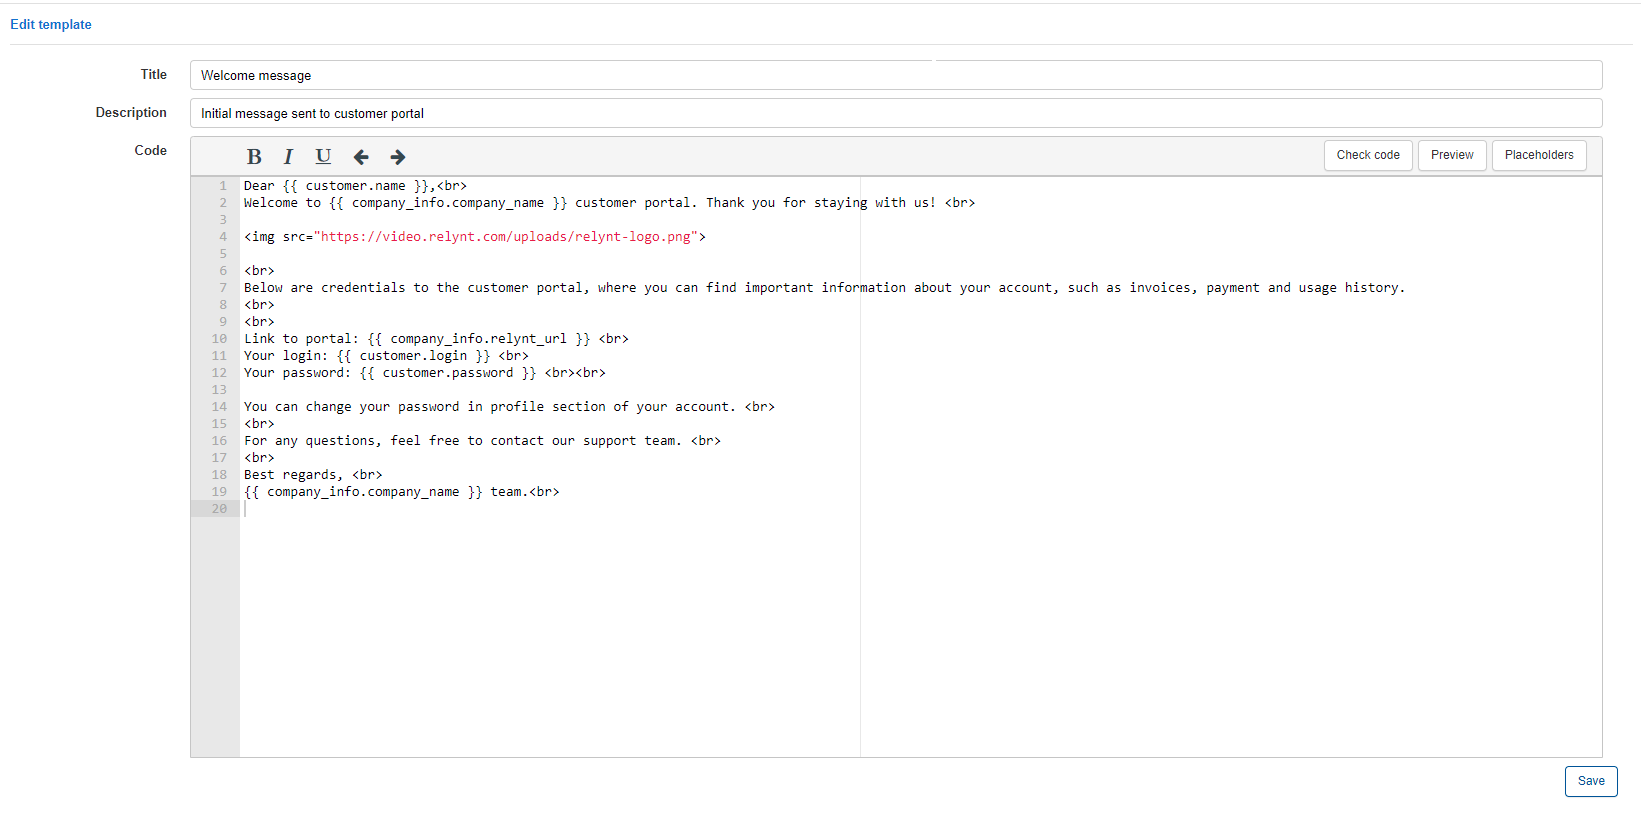 Edit template
Title
Welcome message
Description
Initial message sent to customer portal
Code
B I U
Check code
Preview
Placeholders
1 Dear {{ customer.name }},<br>
2 Welcome to {{ company_info.company_name }} customer portal. Thank you for staying with us! <br>
3
4 <img src="https://video.relynt.com/uploads/relynt-logo.png">
5
6 <br>
7 Below are credentials to the customer portal, where you can find important information about your account, such as invoices, payment and usage history.
8 <br>
9 <br>
10 Link to portal: {{ company_info.relynt_url }} <br>
11 Your login: {{ customer.login }} <br>
12 Your password: {{ customer.password }} <br><br>
13
14 You can change your password in profile section of your account. <br>
15 <br>
16 For any questions, feel free to contact our support team. <br>
17 <br>
18 Best regards, <br>
19 {{ company_info.company_name }} team.<br>
20
Save